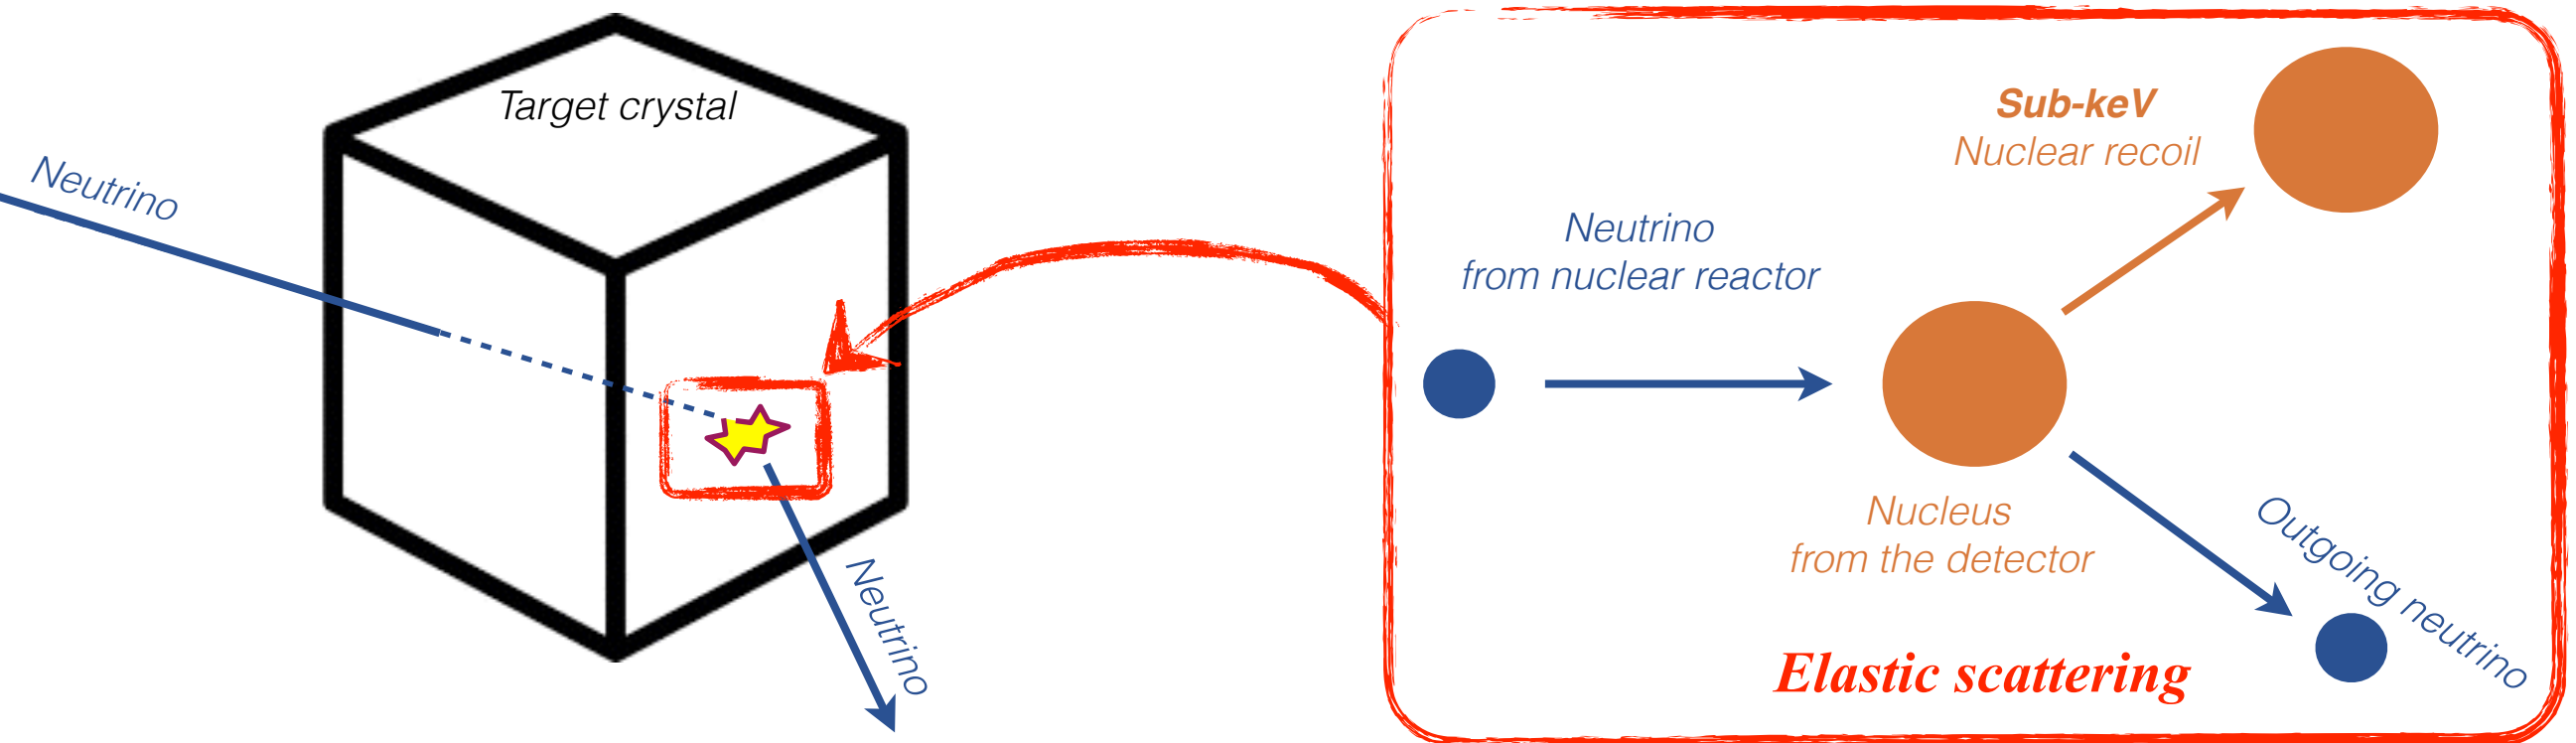 Target crystal
Neutrino
Neutrino
Sub-keV
Nuclear recoil
Neutrino
from nuclear reactor
Nucleus
from the detector
Outgoing neutrino
Elastic scattering